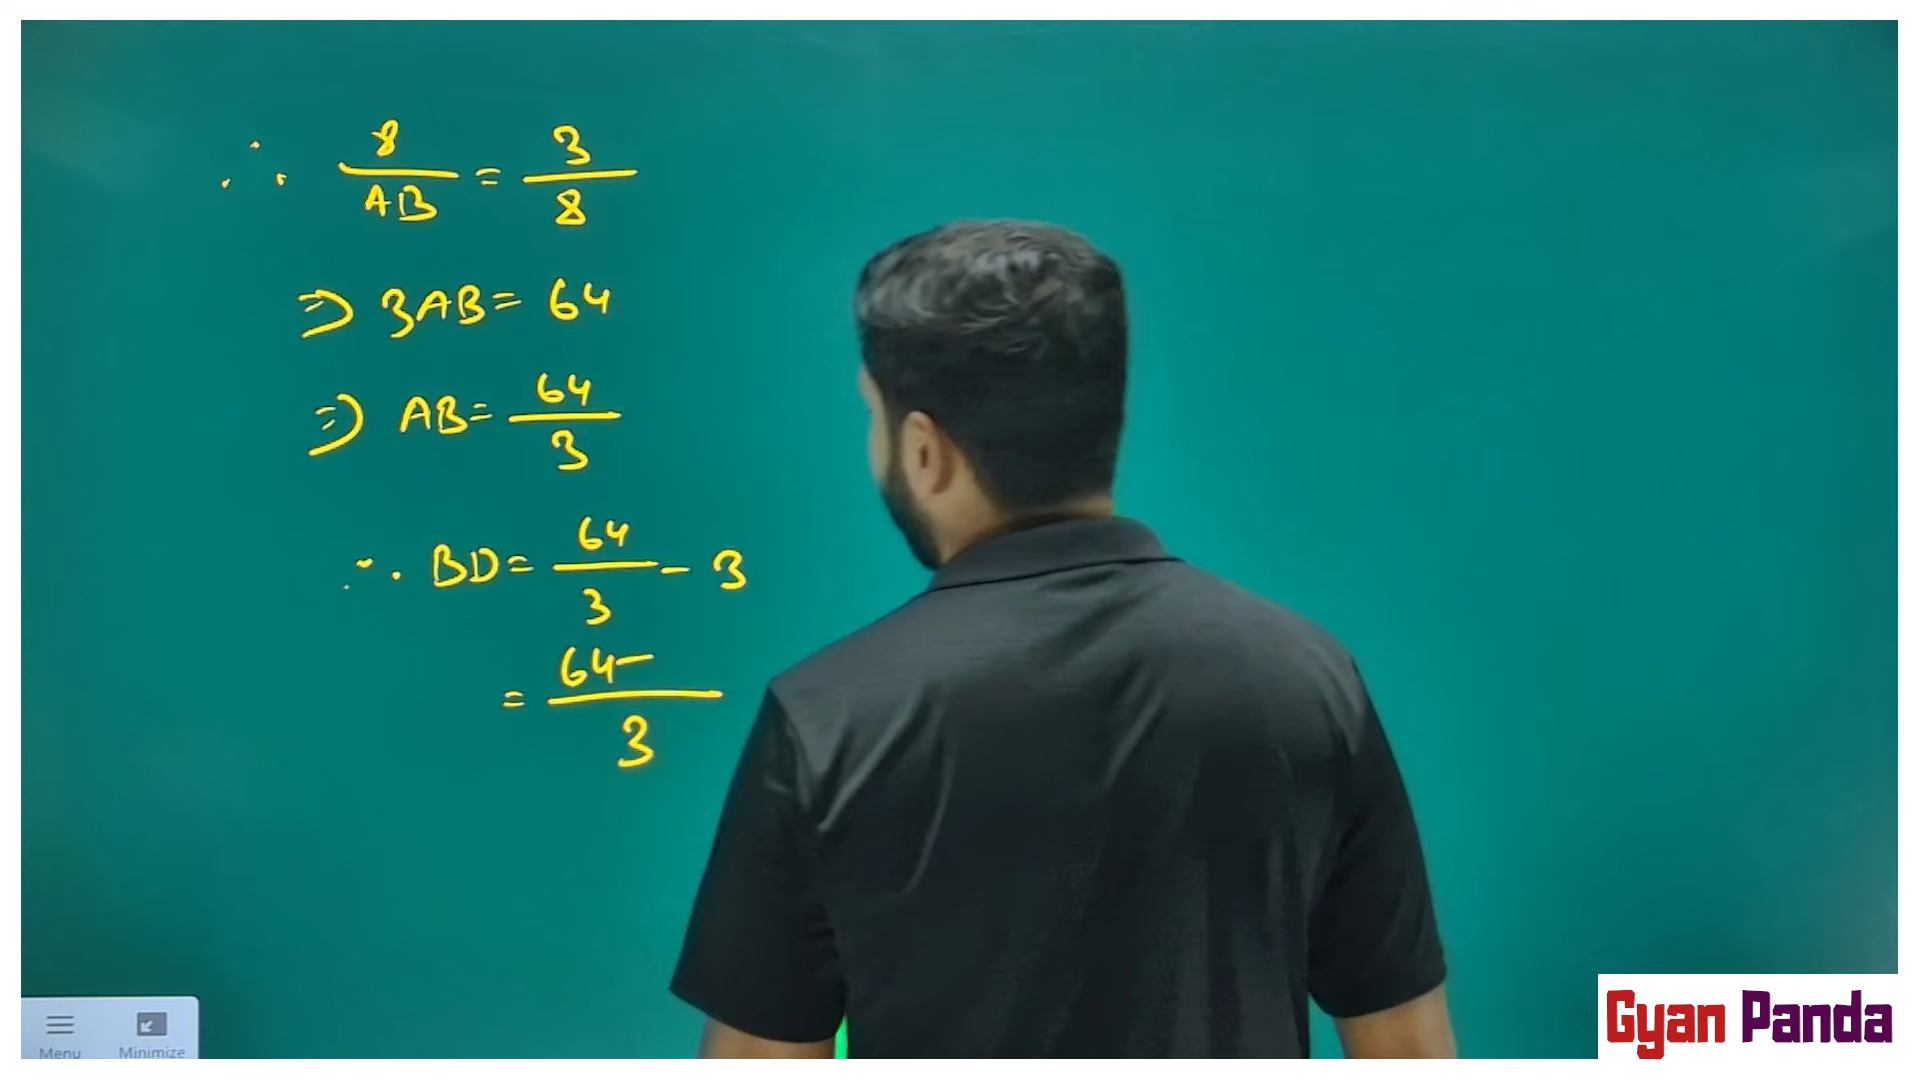 ∴ 8/AB = 3/8
⇒ 3AB = 64
⇒ AB = 64/3
∴ BD = 64/3 - 3
= 64-/3
Menu Minimize
Gyan Panda